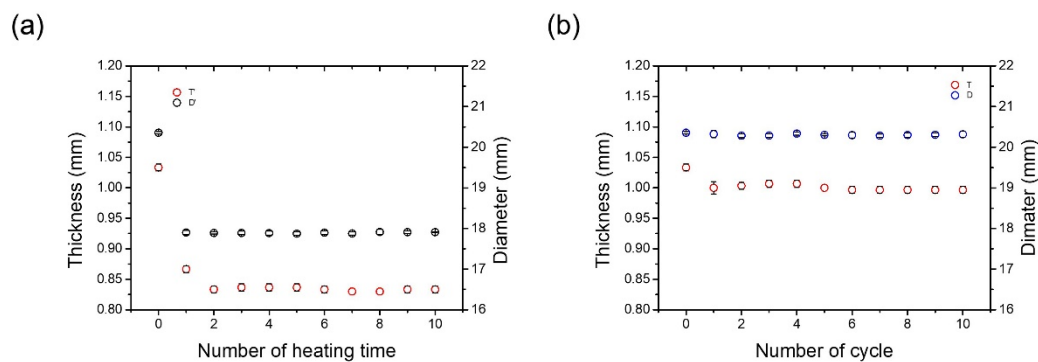 (a)
Thickness (mm)
1.20
1.15
1.10
1.05
1.00
0.95
0.90
0.85
0.80
T'
D'
22
21
20
19
18
17
16
Diameter (mm)
0 2 4 6 8 10
Number of heating time
(b)
Thickness (mm)
1.20
1.15
1.10
1.05
1.00
0.95
0.90
0.85
0.80
T
D
22
21
20
19
18
17
16
Dimater (mm)
0 2 4 6 8 10
Number of cycle